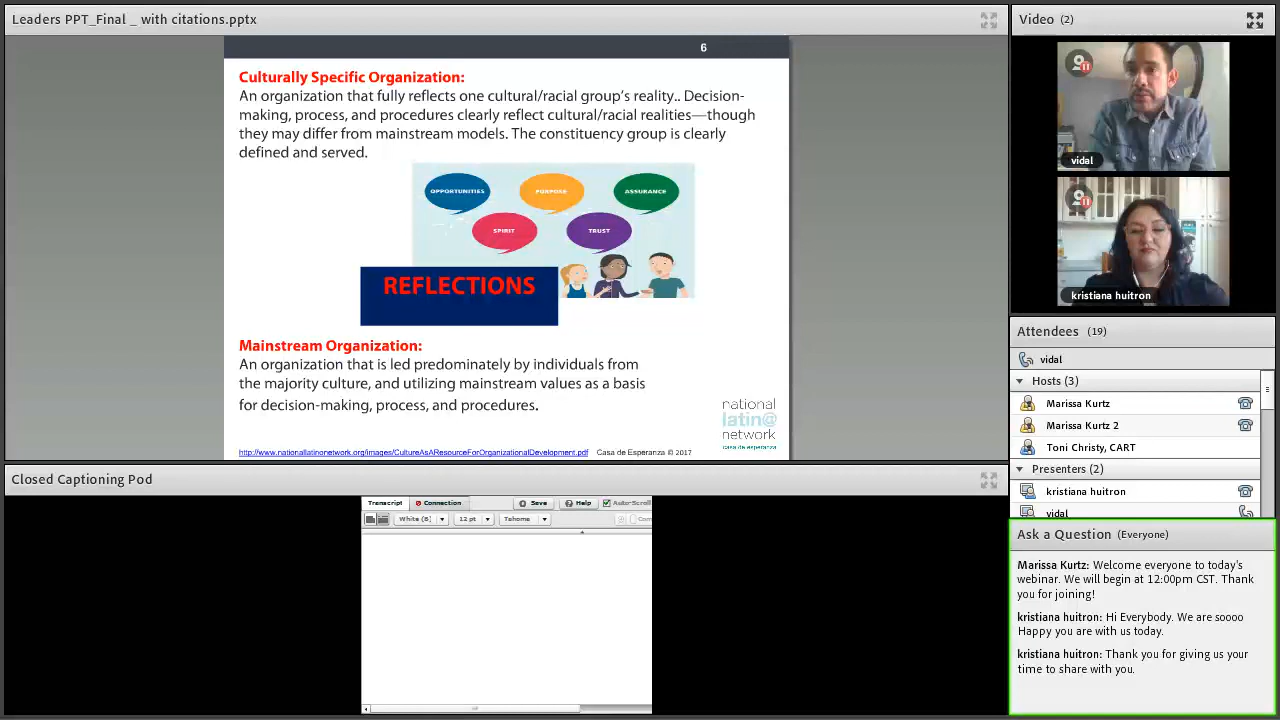 Leaders PPT_Final _ with citations.pptx
6
Culturally Specific Organization:
An organization that fully reflects one cultural/racial group's reality.. Decision-
making, process, and procedures clearly reflect cultural/racial realities—though
they may differ from mainstream models. The constituency group is clearly
defined and served.
OPPORTUNITIES
PURPOSE
ASSURANCE
SPIRIT
TRUST
REFLECTIONS
Mainstream Organization:
An organization that is led predominately by individuals from
the majority culture, and utilizing mainstream values as a basis
for decision-making, process, and procedures.
national
latin@
network
casa de esperanza
http://www.nationallatinonetwork.org/images/CultureAsAResourceForOrganizationalDevelopment.pdf Casa de Esperanza © 2017
Closed Captioning Pod
Transcript Connection Save Help Auto-Scroll
White (B) 12 pt Tahoma
Video (2)
vidal
kristiana huitron
Attendees (19)
vidal
Hosts (3)
Marissa Kurtz
Marissa Kurtz 2
Toni Christy, CART
Presenters (2)
kristiana huitron
vidal
Ask a Question (Everyone)
Marissa Kurtz: Welcome everyone to today's
webinar. We will begin at 12:00pm CST. Thank
you for joining!
kristiana huitron: Hi Everybody. We are soooo
Happy you are with us today.
kristiana huitron: Thank you for giving us your
time to share with you.